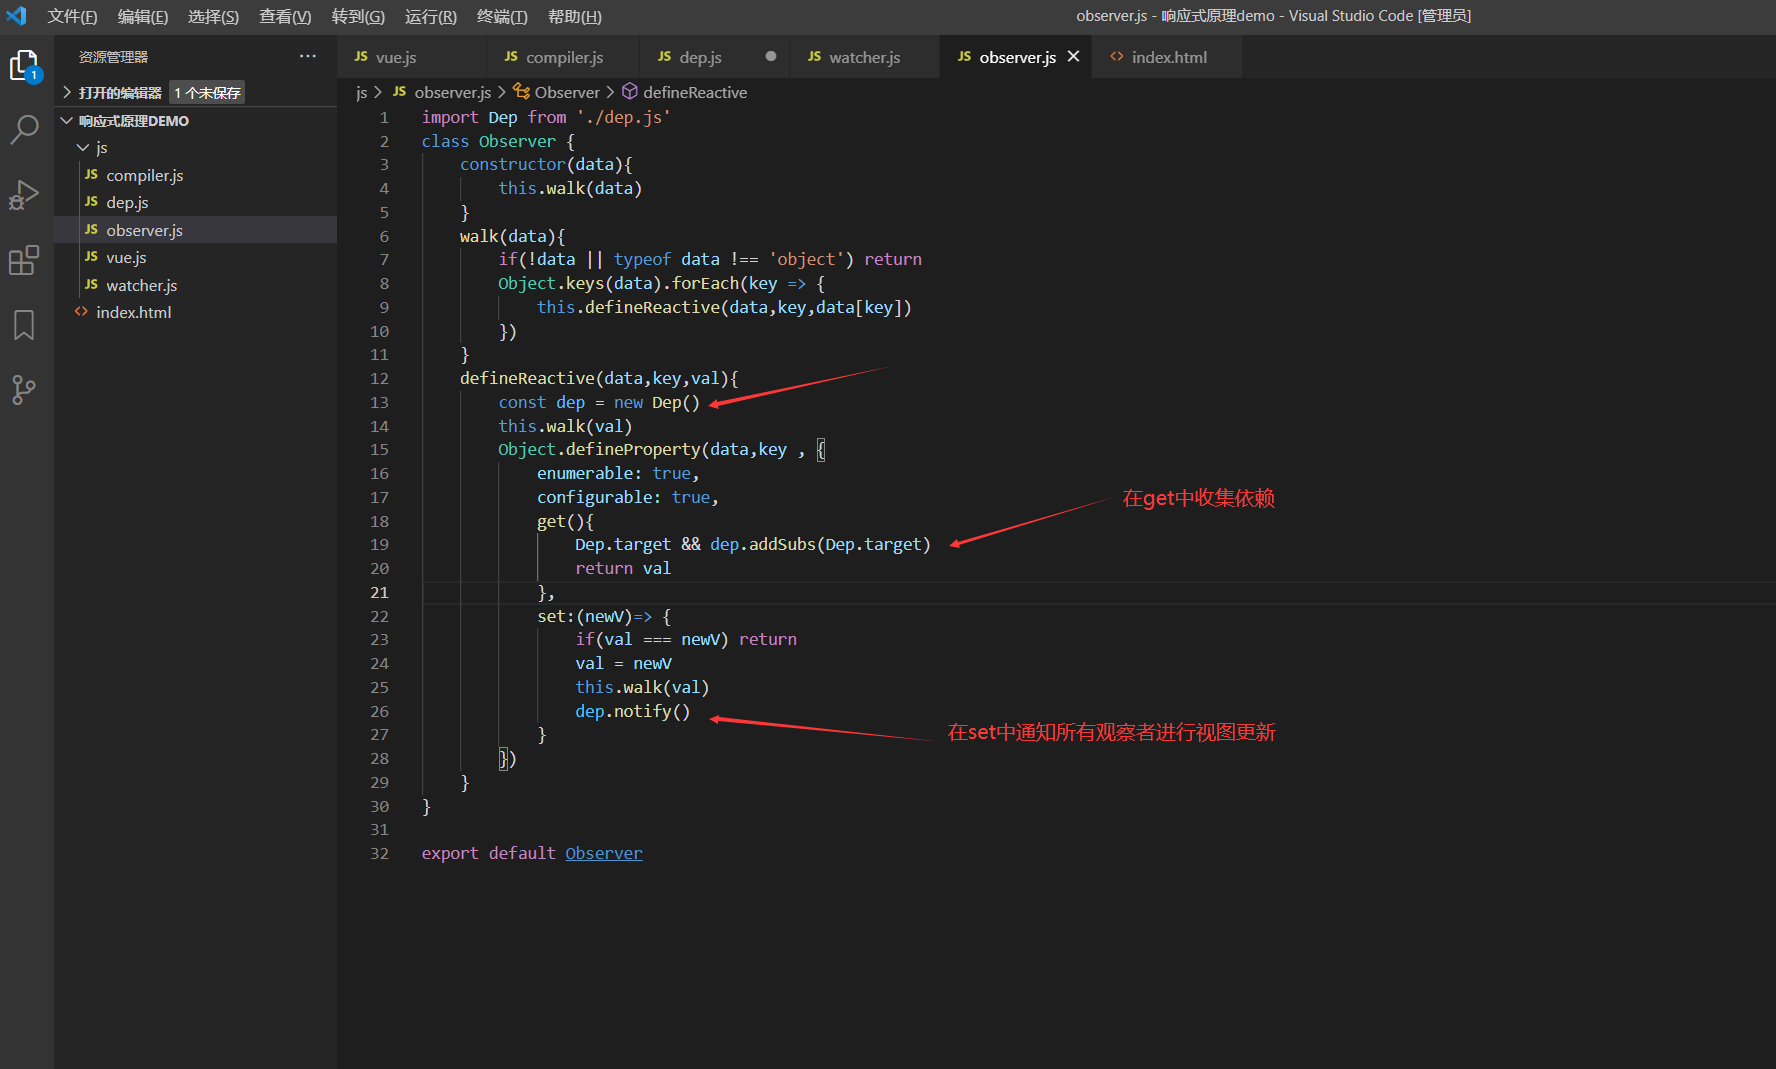 文件(F) 编辑(E) 选择(S) 查看(V) 转到(G) 运行(R) 终端(T) 帮助(H) observer.js - 响应式原理demo - Visual Studio Code [管理员]
资源管理器 ···
JS vue.js JS compiler.js JS dep.js JS watcher.js JS observer.js <> index.html
1
打开的编辑器 1 个未保存
响应式原理DEMO
js
JS compiler.js
JS dep.js
JS observer.js
JS vue.js
JS watcher.js
<> index.html
js > JS observer.js > Observer > defineReactive
1 import Dep from './dep.js'
2 class Observer {
3 constructor(data){
4 this.walk(data)
5 }
6 walk(data){
7 if(!data || typeof data !== 'object') return
8 Object.keys(data).forEach(key => {
9 this.defineReactive(data,key,data[key])
10 })
11 }
12 defineReactive(data,key,val){
13 const dep = new Dep()
14 this.walk(val)
15 Object.defineProperty(data,key , {
16 enumerable: true,
17 configurable: true,
18 get(){
在get中收集依赖
19 Dep.target && dep.addSubs(Dep.target)
20 return val
21 },
22 set:(newV)=> {
23 if(val === newV) return
24 val = newV
25 this.walk(val)
26 dep.notify()
在set中通知所有观察者进行视图更新
27 }
28 })
29 }
30 }
31
32 export default Observer